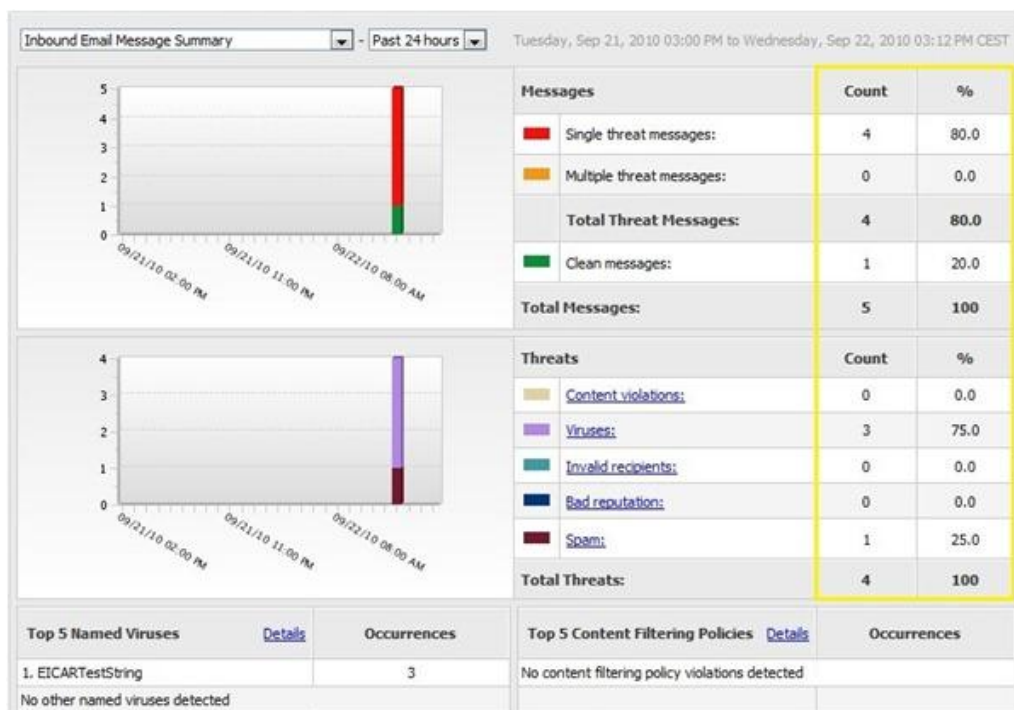 Inbound Email Message Summary - Past 24 hours Tuesday, Sep 21, 2010 03:00 PM to Wednesday, Sep 22, 2010 03:12 PM CEST
5
4
3
2
1
0
09/21/10 02:00 PM
09/21/10 11:00 PM
09/22/10 08:00 AM
Messages Count %
Single threat messages: 4 80.0
Multiple threat messages: 0 0.0
Total Threat Messages: 4 80.0
Clean messages: 1 20.0
Total Messages: 5 100
4
3
2
1
0
09/21/10 02:00 PM
09/21/10 11:00 PM
09/22/10 08:00 AM
Threats Count %
Content violations: 0 0.0
Viruses: 3 75.0
Invalid recipients: 0 0.0
Bad reputation: 0 0.0
Spam: 1 25.0
Total Threats: 4 100
Top 5 Named Viruses Details Occurrences
1. EICARTestString 3
No other named viruses detected
Top 5 Content Filtering Policies Details Occurrences
No content filtering policy violations detected